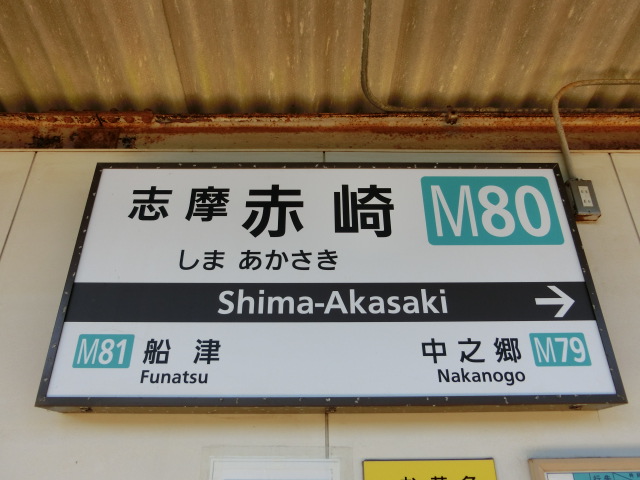 志摩赤崎 M80
しま あかさき
Shima-Akasaki →
M81 船津 中之郷 M79
Funatsu Nakanogo